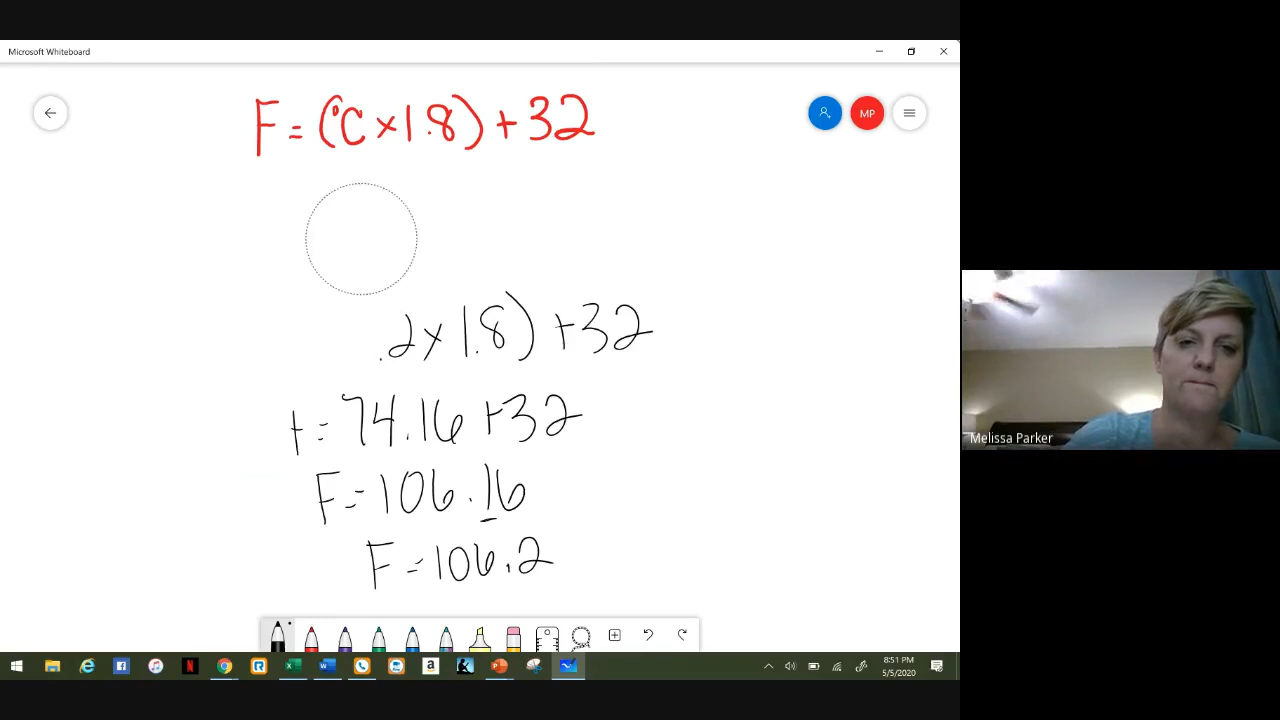 Microsoft Whiteboard
F = (°C × 1.8) + 32
MP
.2 × 1.8) + 32
= 74.16 + 32
F = 106.16
F = 106.2
Melissa Parker
8:51 PM
5/5/2020